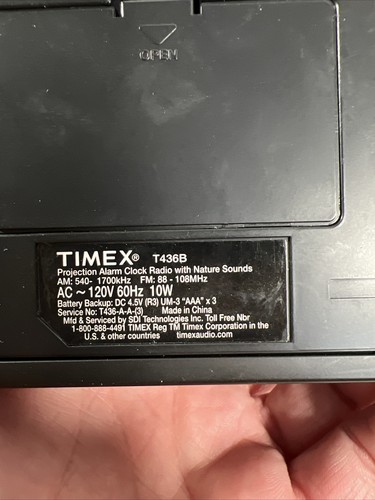 OPEN
TIMEX® T436B
Projection Alarm Clock Radio with Nature Sounds
AM: 540- 1700kHz FM: 88 - 108MHz
AC ~ 120V 60Hz 10W
Battery Backup: DC 4.5V (R3) UM-3 "AAA" x 3
Service No: T436-A-A-(3) Made in China
Mfd & Serviced by SDI Technologies Inc. Toll Free Nbr
1-800-888-4491 TIMEX Reg TM Timex Corporation in the
U.S. & other countries timexaudio.com